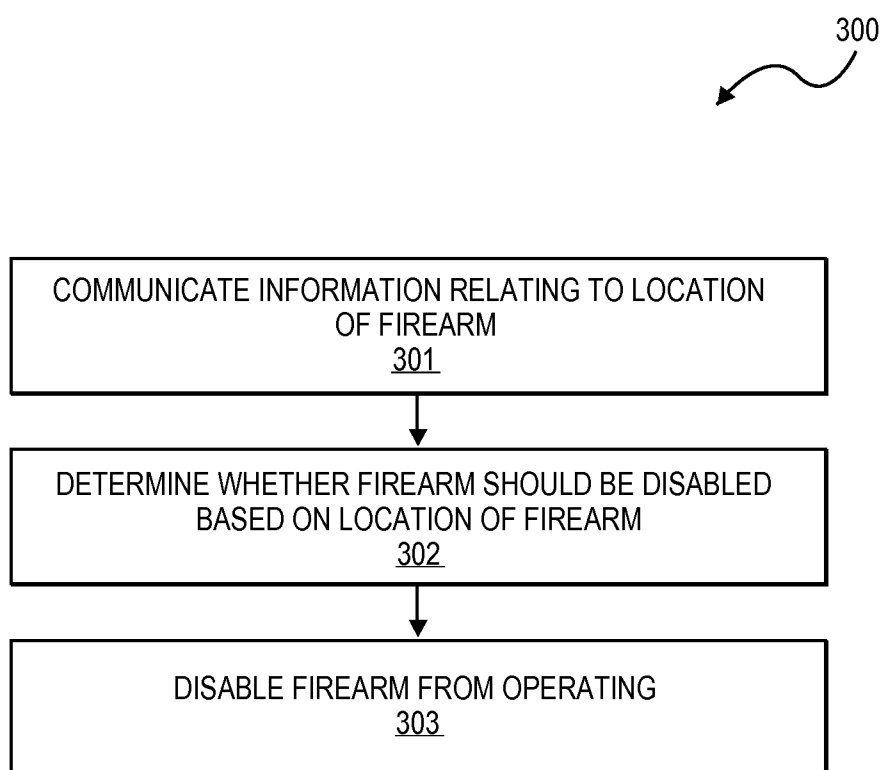 300
COMMUNICATE INFORMATION RELATING TO LOCATION
OF FIREARM
301
DETERMINE WHETHER FIREARM SHOULD BE DISABLED
BASED ON LOCATION OF FIREARM
302
DISABLE FIREARM FROM OPERATING
303